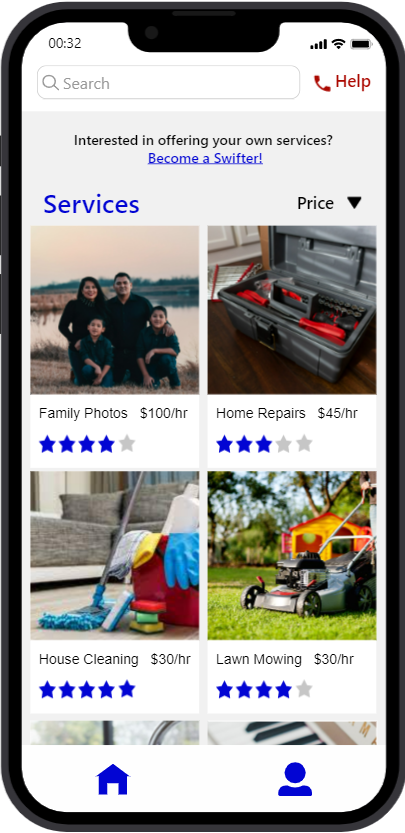 00:32
Search
Help
Interested in offering your own services?
Become a Swifter!
Services
Price
Family Photos $100/hr
Home Repairs $45/hr
House Cleaning $30/hr
Lawn Mowing $30/hr